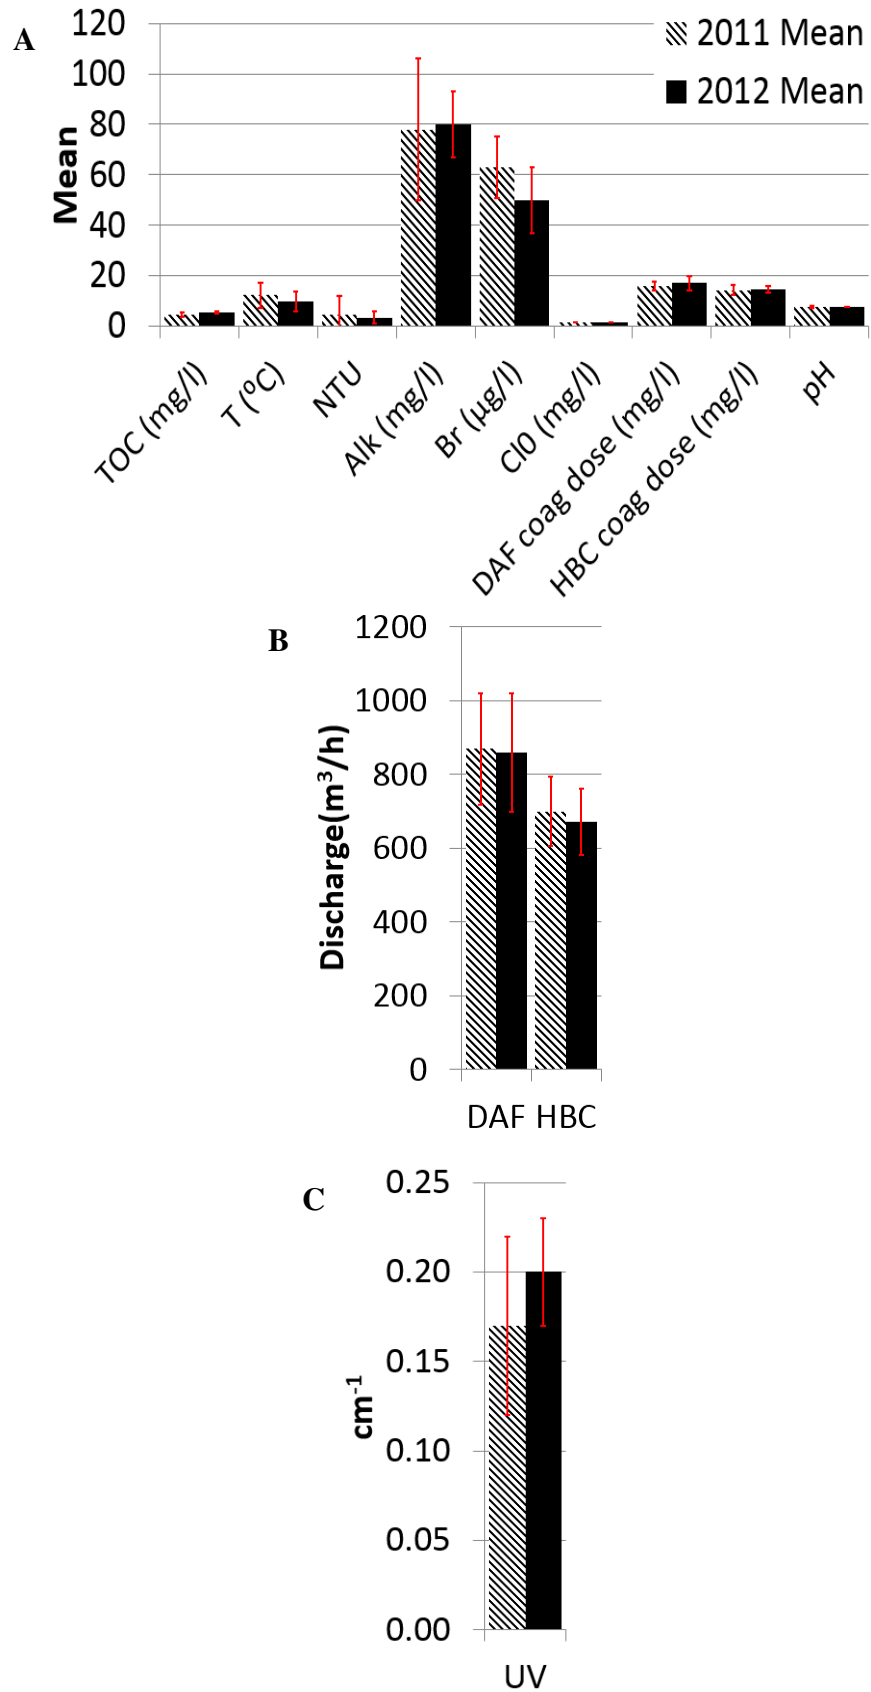 A
120
100
80
60
40
20
0
Mean
2011 Mean
2012 Mean
TOC (mg/l)
T (⁰C)
NTU
Alk (mg/l)
Br (µg/l)
Cl0 (mg/l)
DAF coag dose (mg/l)
HBC coag dose (mg/l)
pH
B
1200
1000
800
600
400
200
0
Discharge(m³/h)
DAF HBC
C
0.25
0.20
0.15
0.10
0.05
0.00
cm⁻¹
UV